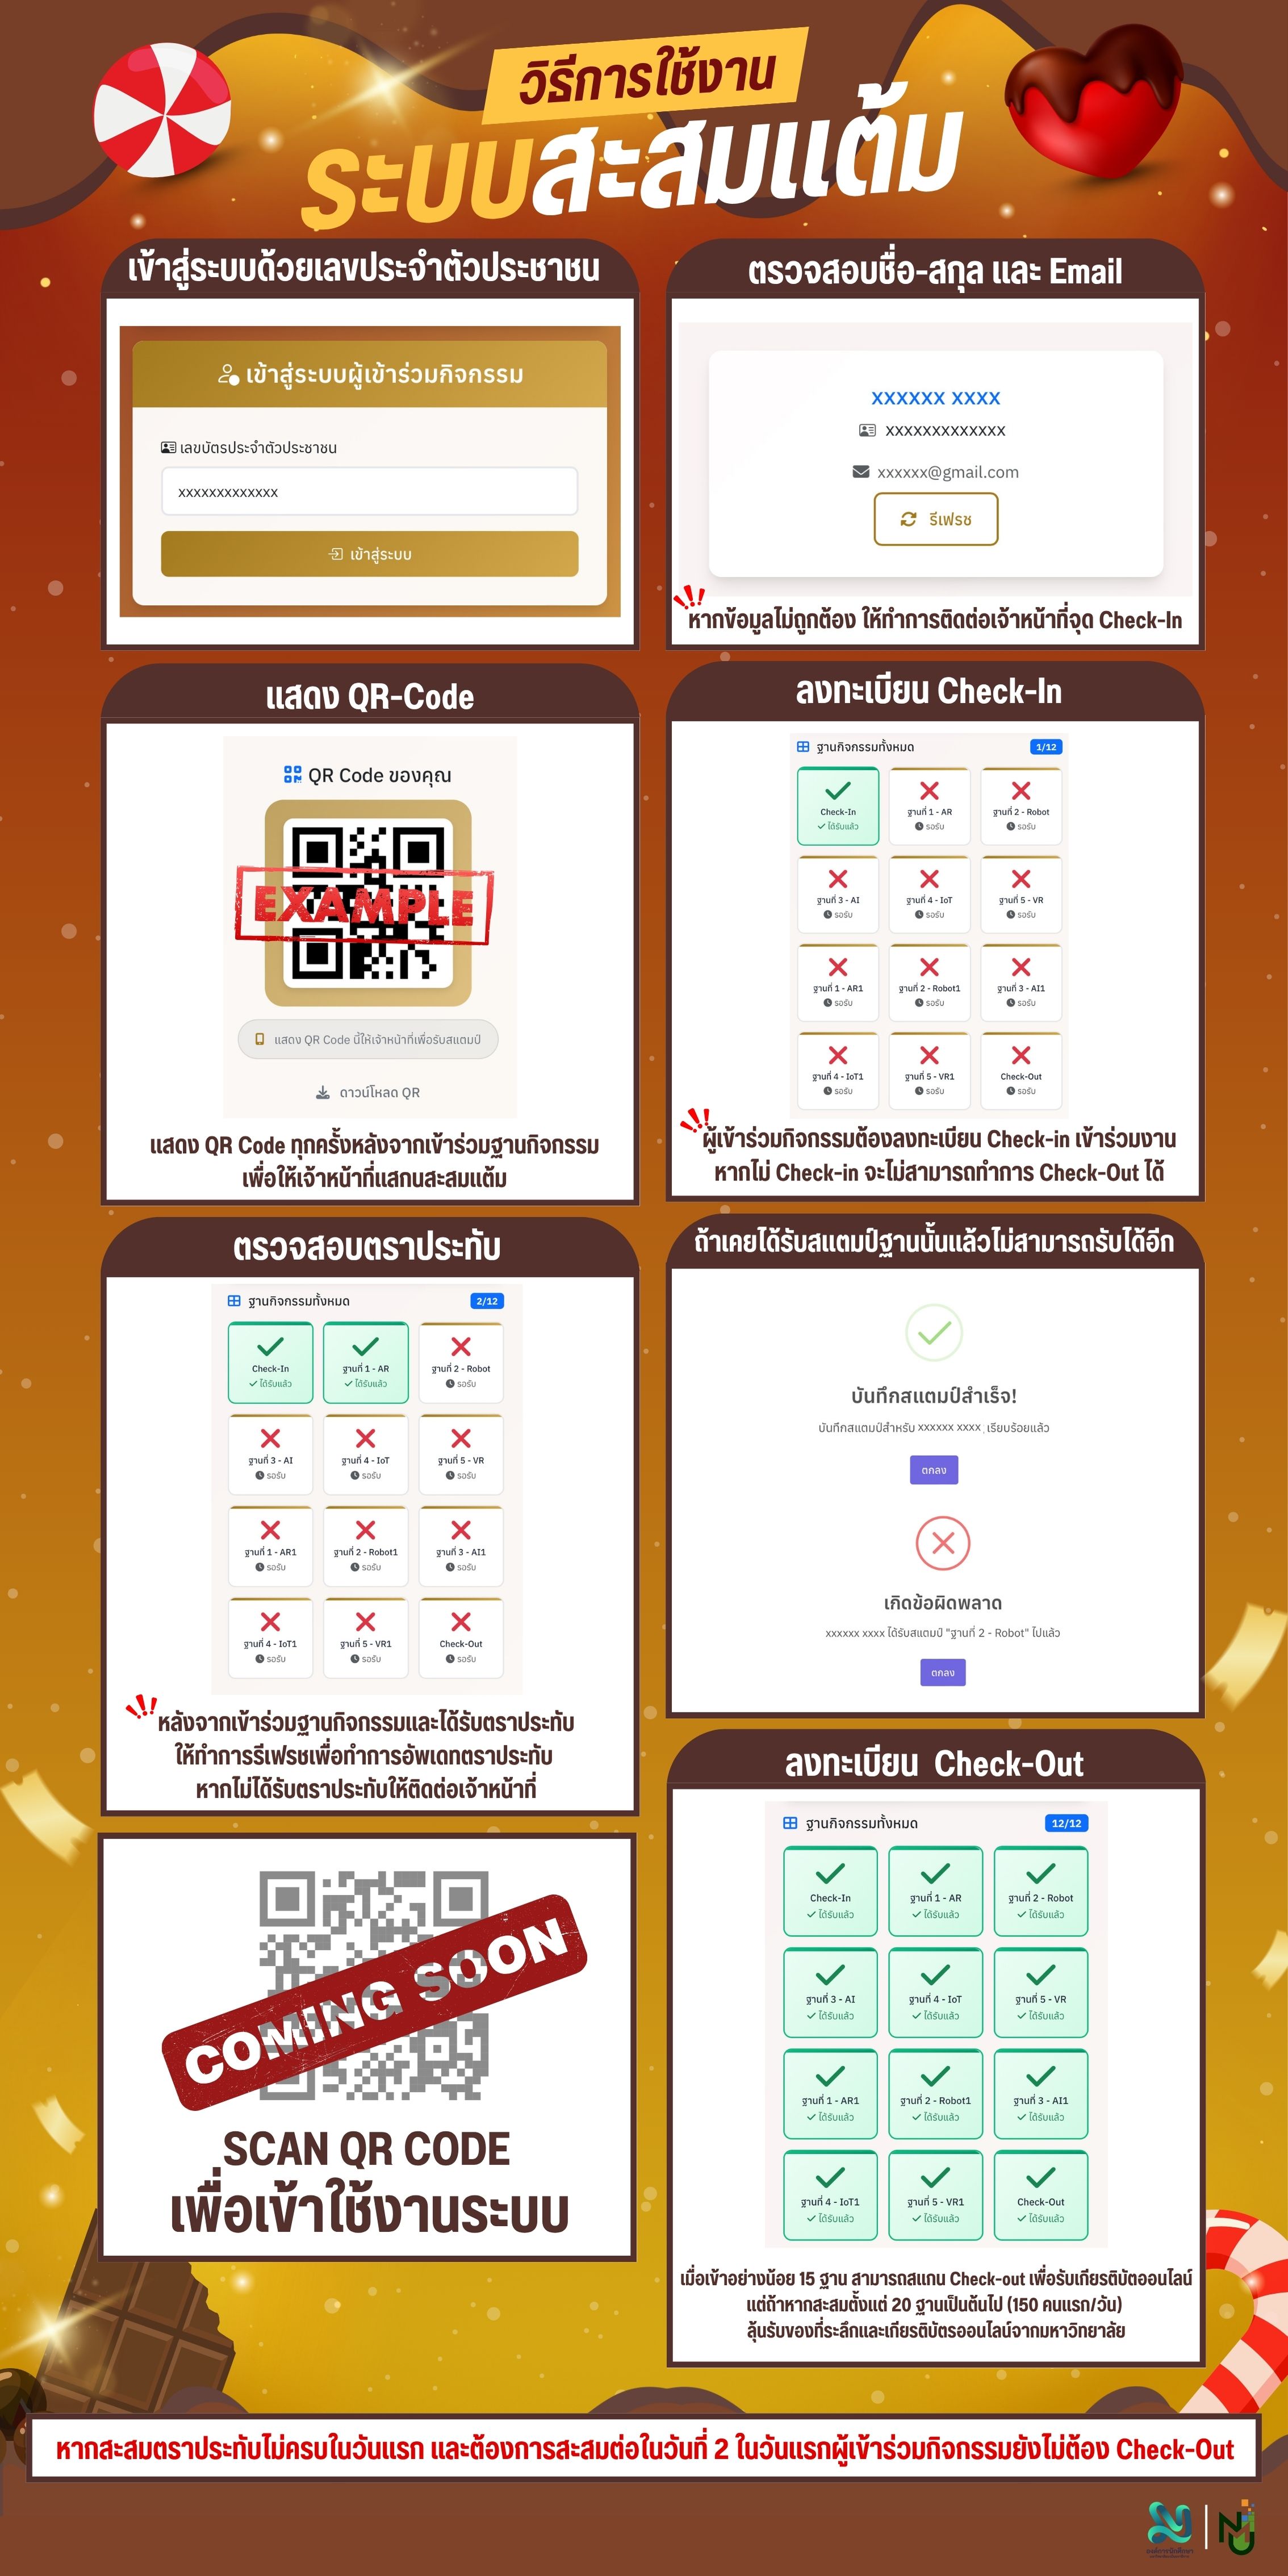 วิธีการใช้งาน
ระบบสะสมแต้ม
เข้าสู่ระบบด้วยเลขประจำตัวประชาชน
เข้าสู่ระบบผู้เข้าร่วมกิจกรรม
เลขบัตรประจำตัวประชาชน
xxxxxxxxxxxxx
เข้าสู่ระบบ
ตรวจสอบชื่อ-สกุล และ Email
xxxxxx xxxx
xxxxxxxxxxxxx
xxxxxx@gmail.com
รีเฟรช
หากข้อมูลไม่ถูกต้อง ให้ทำการติดต่อเจ้าหน้าที่จุด Check-In
แสดง QR-Code
QR Code ของคุณ
EXAMPLE
แสดง QR Code นี้ให้เจ้าหน้าที่เพื่อรับสแตมป์
ดาวน์โหลด QR
แสดง QR Code ทุกครั้งหลังจากเข้าร่วมฐานกิจกรรม
เพื่อให้เจ้าหน้าที่แสกนสะสมแต้ม
ลงทะเบียน Check-In
ฐานกิจกรรมทั้งหมด 1/12
Check-In ฐานที่ 1 - AR ฐานที่ 2 - Robot
ได้รับแล้ว รอรับ รอรับ
ฐานที่ 3 - AI ฐานที่ 4 - IoT ฐานที่ 5 - VR
รอรับ รอรับ รอรับ
ฐานที่ 1 - AR1 ฐานที่ 2 - Robot1 ฐานที่ 3 - AI1
รอรับ รอรับ รอรับ
ฐานที่ 4 - IoT1 ฐานที่ 5 - VR1 Check-Out
รอรับ รอรับ รอรับ
ผู้เข้าร่วมกิจกรรมต้องลงทะเบียน Check-in เข้าร่วมงาน
หากไม่ Check-in จะไม่สามารถทำการ Check-Out ได้
ตรวจสอบตราประทับ
ฐานกิจกรรมทั้งหมด 2/12
Check-In ฐานที่ 1 - AR ฐานที่ 2 - Robot
ได้รับแล้ว ได้รับแล้ว รอรับ
ฐานที่ 3 - AI ฐานที่ 4 - IoT ฐานที่ 5 - VR
รอรับ รอรับ รอรับ
ฐานที่ 1 - AR1 ฐานที่ 2 - Robot1 ฐานที่ 3 - AI1
รอรับ รอรับ รอรับ
ฐานที่ 4 - IoT1 ฐานที่ 5 - VR1 Check-Out
รอรับ รอรับ รอรับ
หลังจากเข้าร่วมฐานกิจกรรมและได้รับตราประทับ
ให้ทำการรีเฟรชเพื่อทำการอัพเดทตราประทับ
หากไม่ได้รับตราประทับให้ติดต่อเจ้าหน้าที่
ถ้าเคยได้รับสแตมป์ฐานนั้นแล้วไม่สามารถรับได้อีก
บันทึกสแตมป์สำเร็จ!
บันทึกสแตมป์สำหรับ xxxxxx xxxx เรียบร้อยแล้ว
ตกลง
เกิดข้อผิดพลาด
xxxxxx xxxx ได้รับสแตมป์ "ฐานที่ 2 - Robot" ไปแล้ว
ตกลง
COMING SOON
SCAN QR CODE
เพื่อเข้าใช้งานระบบ
ลงทะเบียน Check-Out
ฐานกิจกรรมทั้งหมด 12/12
Check-In ฐานที่ 1 - AR ฐานที่ 2 - Robot
ได้รับแล้ว ได้รับแล้ว ได้รับแล้ว
ฐานที่ 3 - AI ฐานที่ 4 - IoT ฐานที่ 5 - VR
ได้รับแล้ว ได้รับแล้ว ได้รับแล้ว
ฐานที่ 1 - AR1 ฐานที่ 2 - Robot1 ฐานที่ 3 - AI1
ได้รับแล้ว ได้รับแล้ว ได้รับแล้ว
ฐานที่ 4 - IoT1 ฐานที่ 5 - VR1 Check-Out
ได้รับแล้ว ได้รับแล้ว ได้รับแล้ว
เมื่อเข้าอย่างน้อย 15 ฐาน สามารถสแกน Check-out เพื่อรับเกียรติบัตออนไลน์
แต่ถ้าหากสะสมตั้งแต่ 20 ฐานเป็นต้นไป (150 คนแรก/วัน)
ลุ้นรับของที่ระลึกและเกียรติบัตรออนไลน์จากมหาวิทยาลัย
หากสะสมตราประทับไม่ครบในวันแรก และต้องการสะสมต่อในวันที่ 2 ในวันแรกผู้เข้าร่วมกิจกรรมยังไม่ต้อง Check-Out